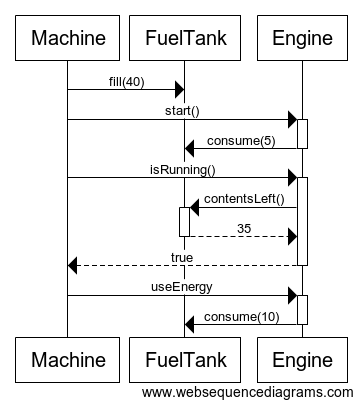 Machine FuelTank Engine
fill(40)
start()
consume(5)
isRunning()
contentsLeft()
35
true
useEnergy
consume(10)
Machine FuelTank Engine
www.websequencediagrams.com